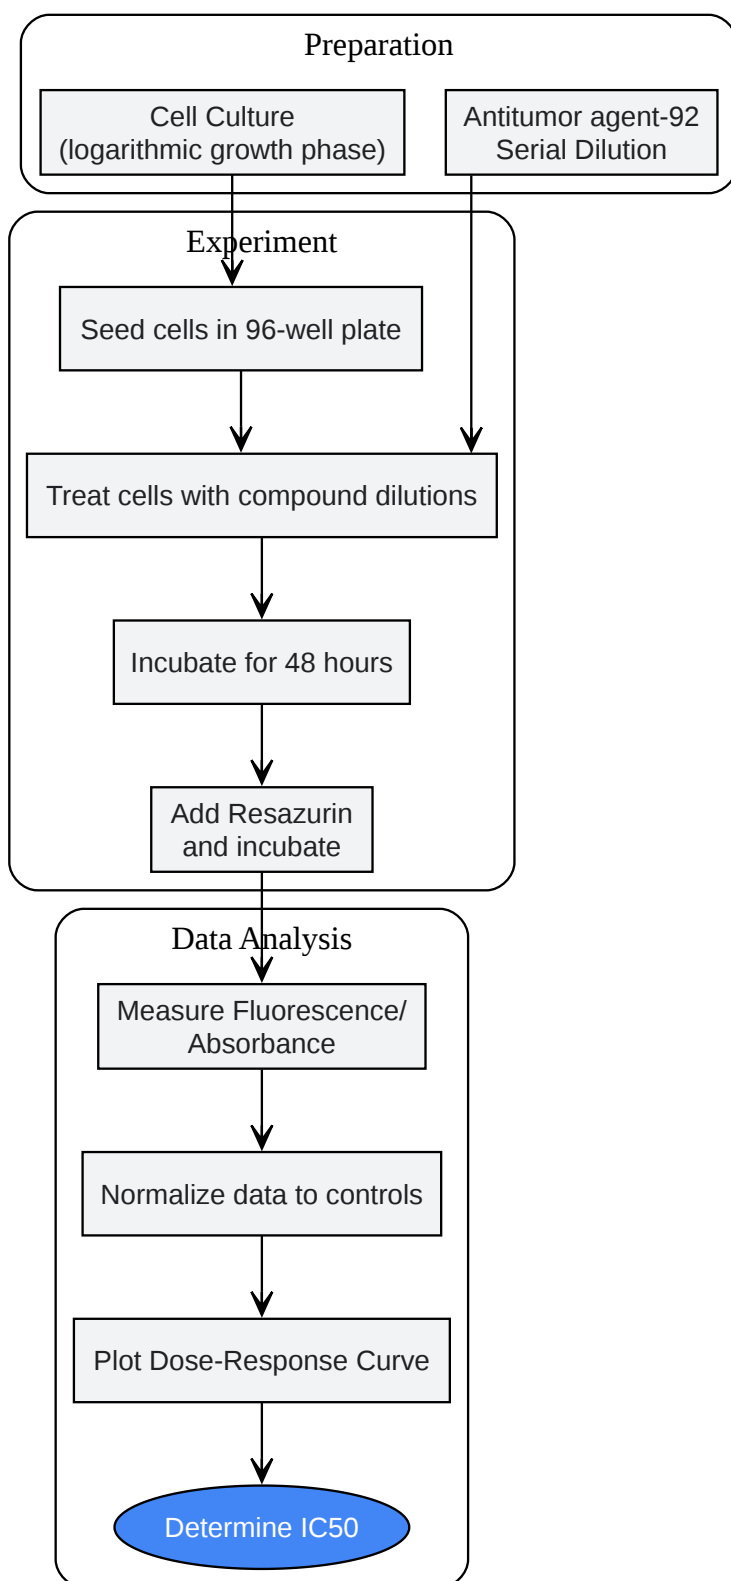 Preparation
Cell Culture
(logarithmic growth phase)
Antitumor agent-92
Serial Dilution
Experiment
Seed cells in 96-well plate
Treat cells with compound dilutions
Incubate for 48 hours
Add Resazurin
and incubate
Data Analysis
Measure Fluorescence/
Absorbance
Normalize data to controls
Plot Dose-Response Curve
Determine IC50